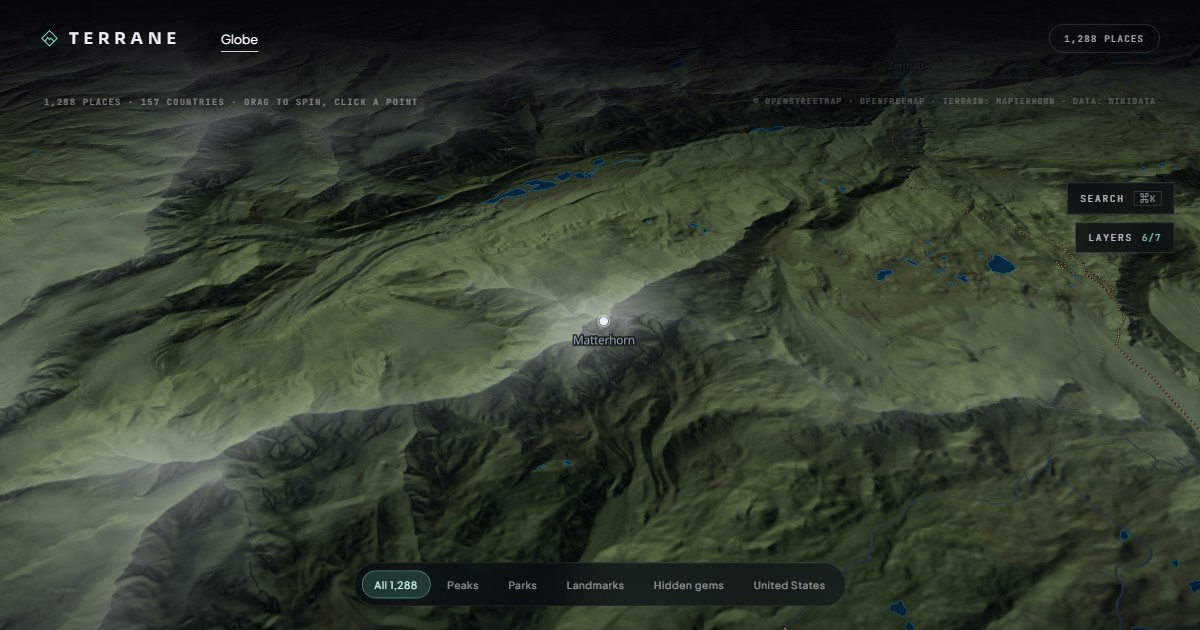 TERRANE
Globe
1,288 PLACES
Zermatt
1,288 PLACES · 157 COUNTRIES · DRAG TO SPIN, CLICK A POINT
© OPENSTREETMAP · OPENFREEMAP · TERRAIN: MAPTERHORN · DATA: WIKIDATA
SEARCH ⌘K
LAYERS 6/7
Matterhorn
All 1,288
Peaks
Parks
Landmarks
Hidden gems
United States